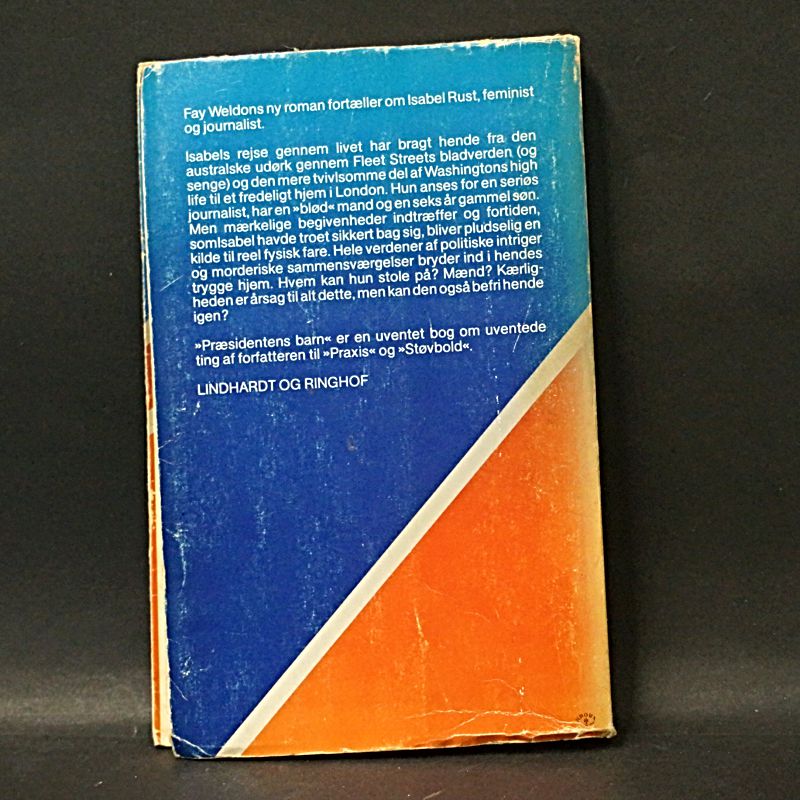 Fay Weldons ny roman fortæller om Isabel Rust, feminist
og journalist.
Isabels rejse gennem livet har bragt hende fra den
australske udørk gennem Fleet Streets bladverden (og
senge) og den mere tvivlsomme del af Washingtons high
life til et fredeligt hjem i London. Hun anses for en seriøs
journalist, har en »blød« mand og en seks år gammel søn.
Men mærkelige begivenheder indtræffer og fortiden,
somIsabel havde troet sikkert bag sig, bliver pludselig en
kilde til reel fysisk fare. Hele verdener af politiske intriger
og morderiske sammensværgelser bryder ind i hendes
trygge hjem. Hvem kan hun stole på? Mænd? Kærlig-
heden er årsag til alt dette, men kan den også befri hende
igen?
»Præsidentens barn« er en uventet bog om uventede
ting af forfatteren til »Praxis« og »Støvbold«.
LINDHARDT OG RINGHOF